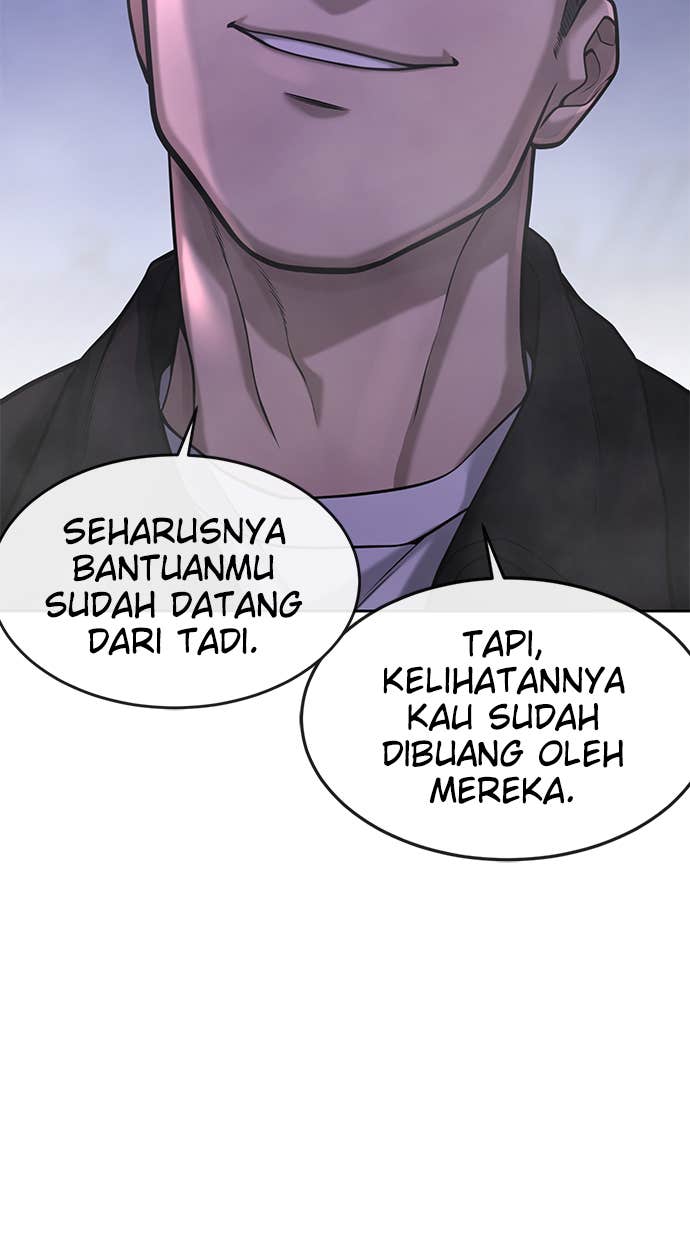 SEHARUSNYA
BANTUANMU
SUDAH DATANG
DARI TADI.
TAPI,
KELIHATANNYA
KAU SUDAH
DIBUANG OLEH
MEREKA.